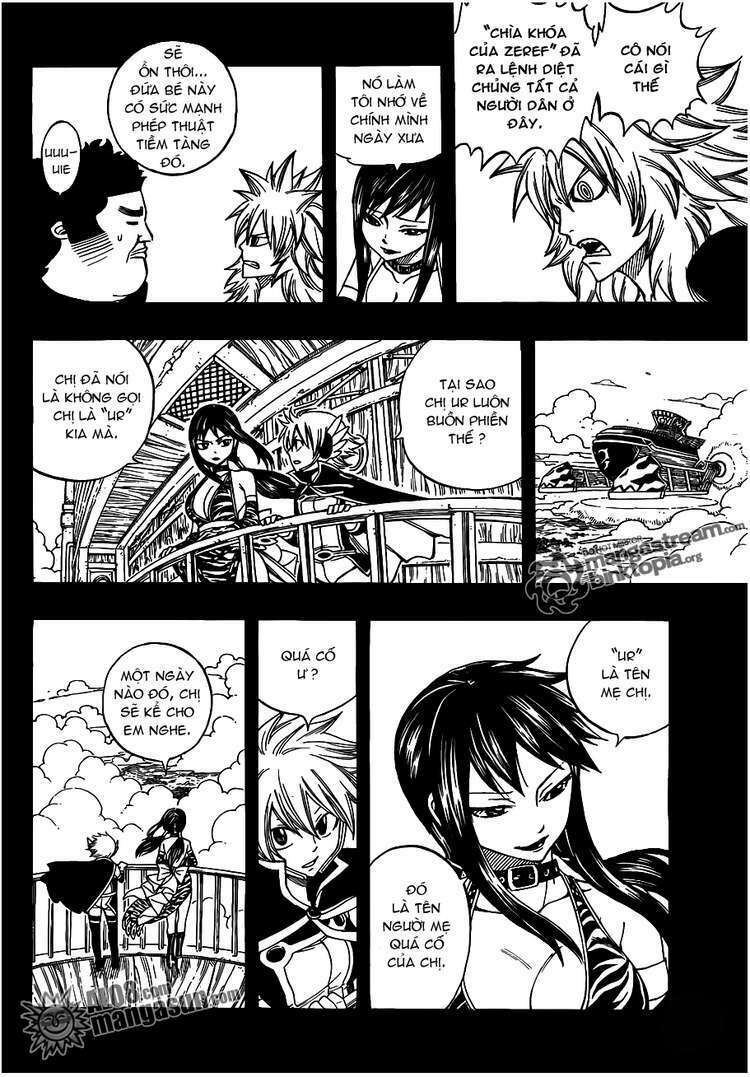 CÔ NÓI
CÁI GÌ
THẾ
"CHÌA KHÓA
CỦA ZEREF" ĐÃ
RA LỆNH DIỆT
CHỦNG TẤT CẢ
NGƯỜI DÂN Ở
ĐÂY.
NÓ LÀM
TÔI NHỚ VỀ
CHÍNH MÌNH
NGÀY XƯA
SẼ
ỔN THÔI...
ĐỨA BÉ NÀY
CÓ SỨC MẠNH
PHÉP THUẬT
TIỀM TÀNG
ĐÓ.
UUU-
UIE
TẠI SAO
CHỊ UR LUÔN
BUỒN PHIỀN
THẾ ?
CHỊ ĐÃ NÓI
LÀ KHÔNG GỌI
CHỊ LÀ "UR"
KIA MÀ.
mangastream.com
binktopia.org
"UR"
LÀ TÊN
MẸ CHỊ.
ĐÓ
LÀ TÊN
NGƯỜI MẸ
QUÁ CỐ
CỦA CHỊ.
QUÁ CỐ
Ư ?
MỘT NGÀY
NÀO ĐÓ, CHỊ
SẼ KỂ CHO
EM NGHE.
mangasun.com